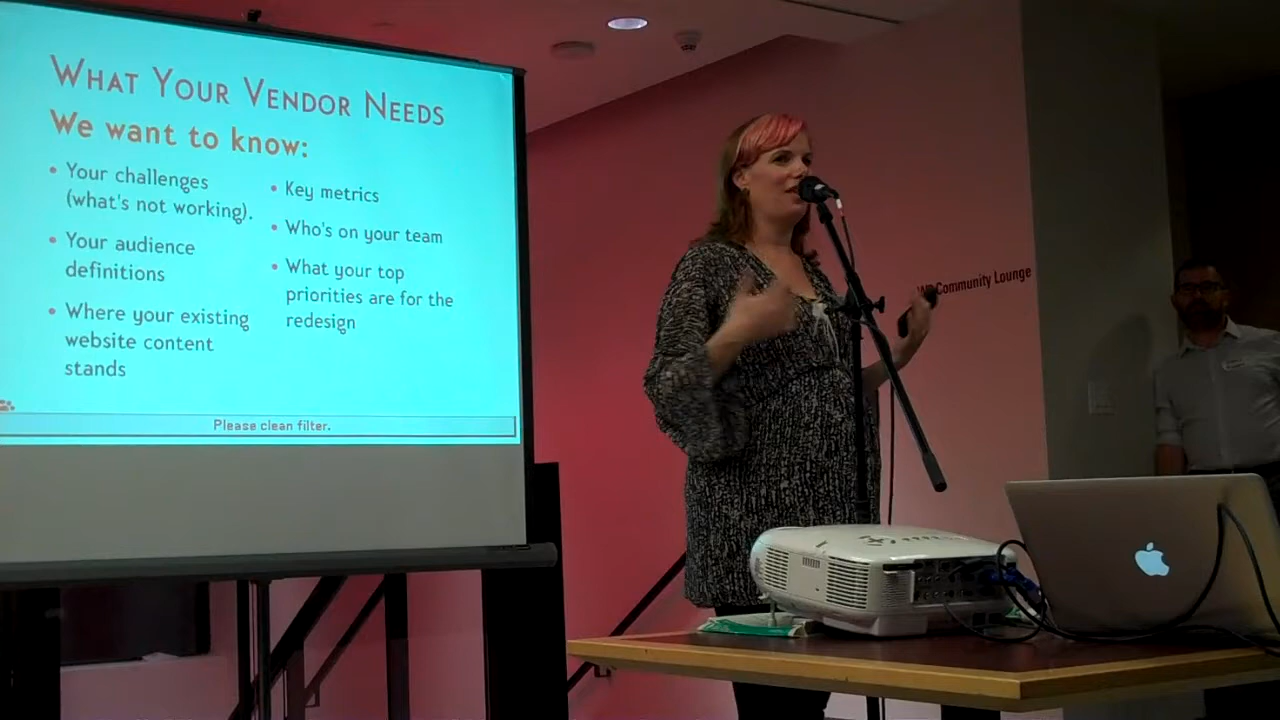 What Your Vendor Needs
We want to know:
• Your challenges
(what's not working).
• Your audience
definitions
• Where your existing
website content
stands
• Key metrics
• Who's on your team
• What your top
priorities are for the
redesign
Please clean filter.
Community Lounge